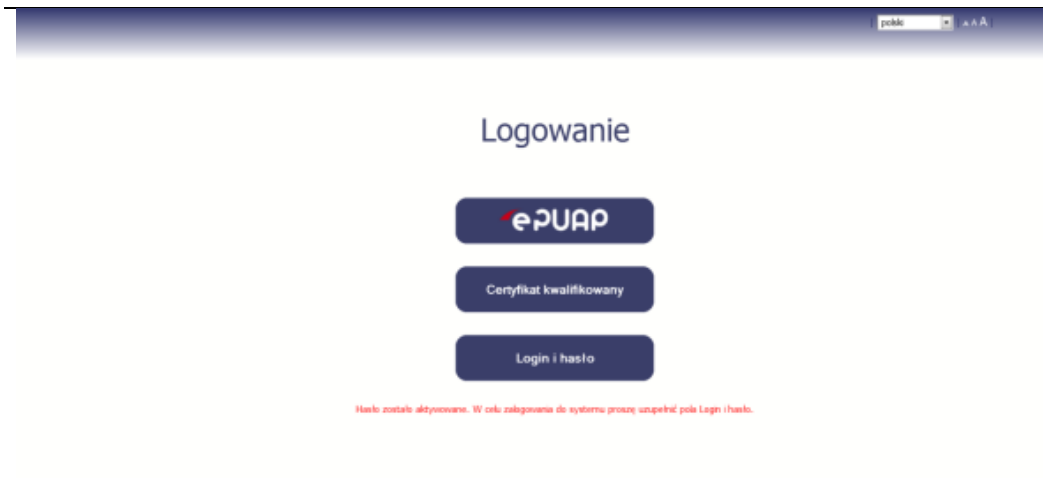 polski
A A A
Logowanie
ePUAP
Certyfikat kwalifikowany
Login i hasło
Hasło zostało aktywowane. W celu zalogowania do systemu proszę uzupełnić pola Login i hasło.